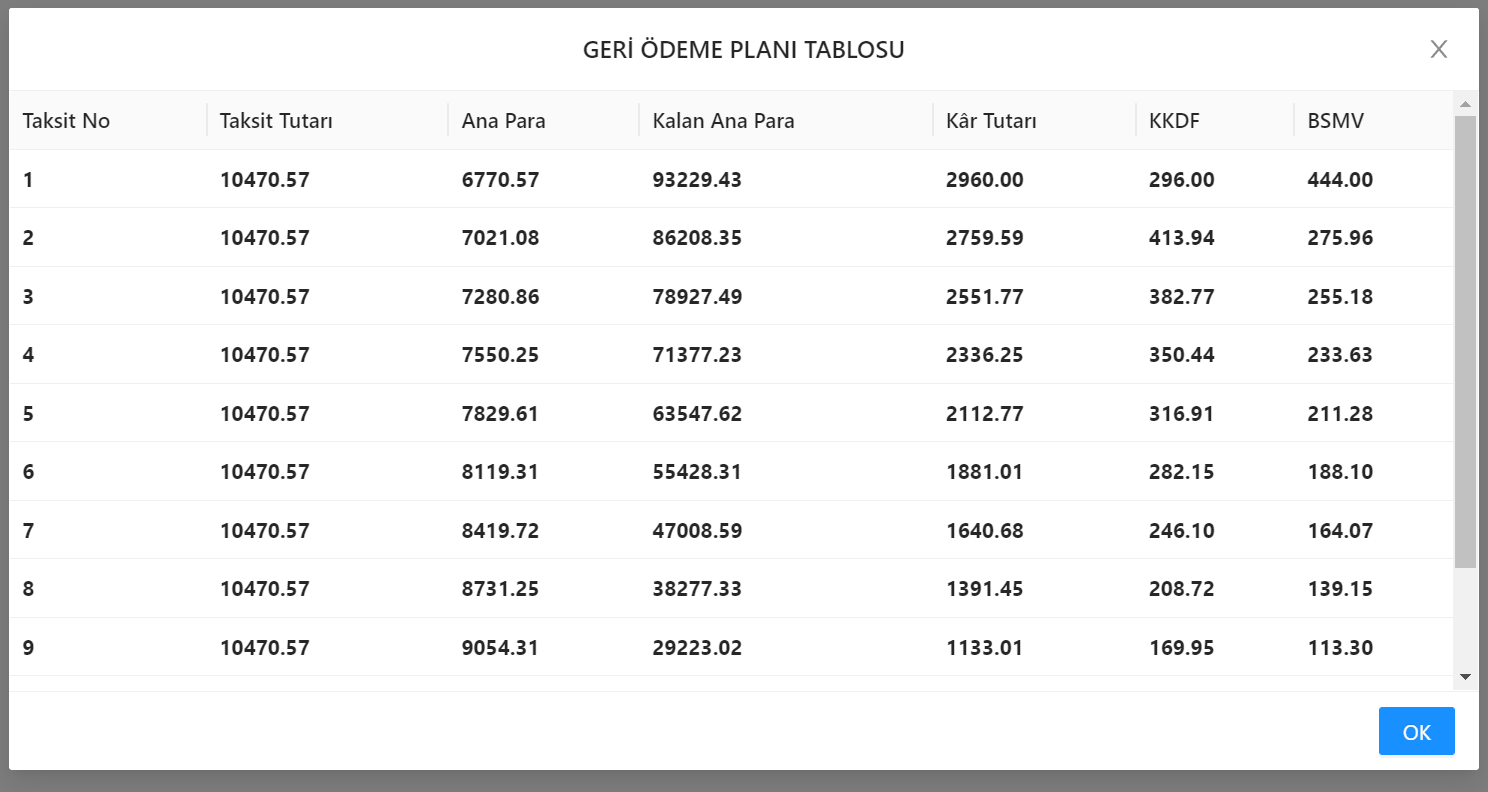 GERİ ÖDEME PLANI TABLOSU
Taksit No Taksit Tutarı Ana Para Kalan Ana Para Kâr Tutarı KKDF BSMV
1 10470.57 6770.57 93229.43 2960.00 296.00 444.00
2 10470.57 7021.08 86208.35 2759.59 413.94 275.96
3 10470.57 7280.86 78927.49 2551.77 382.77 255.18
4 10470.57 7550.25 71377.23 2336.25 350.44 233.63
5 10470.57 7829.61 63547.62 2112.77 316.91 211.28
6 10470.57 8119.31 55428.31 1881.01 282.15 188.10
7 10470.57 8419.72 47008.59 1640.68 246.10 164.07
8 10470.57 8731.25 38277.33 1391.45 208.72 139.15
9 10470.57 9054.31 29223.02 1133.01 169.95 113.30
OK